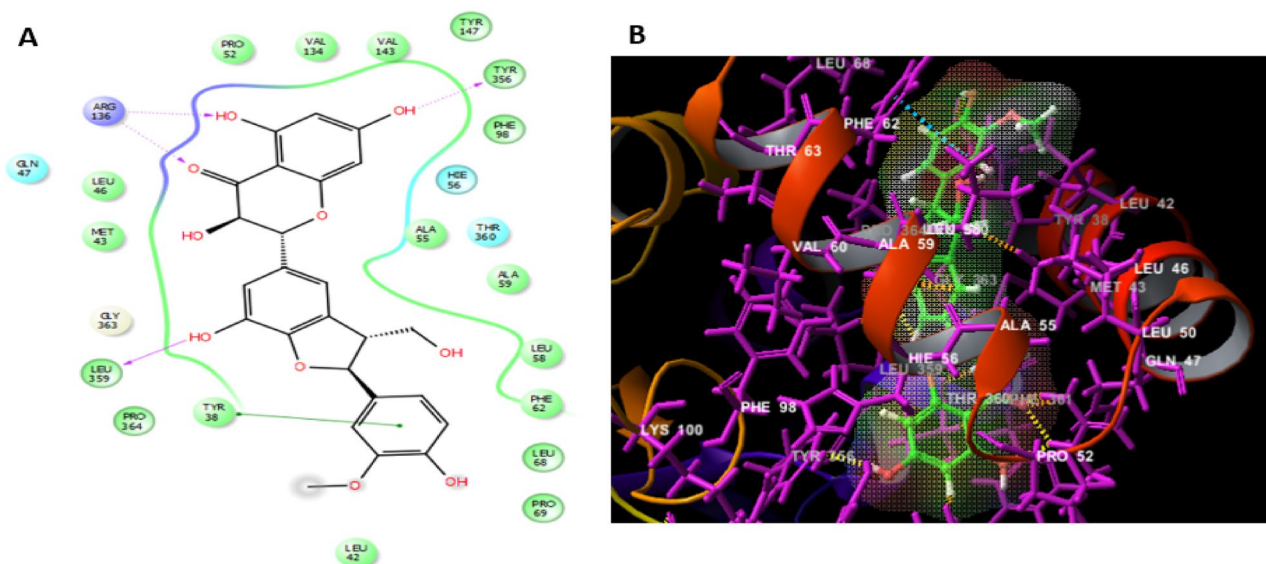 A
PRO
52
VAL
134
VAL
143
TYR
147
TYR
356
ARG
136
HO
OH
PHE
98
GLN
47
O
HIE
56
LEU
46
O
ALA
55
THR
360
MET
43
HO
ALA
59
GLY
363
HO
OH
LEU
58
LEU
359
O
PRO
364
TYR
38
PHE
62
LEU
68
O
OH
PRO
69
LEU
42
B
LEU 68
PHE 62
THR 63
LEU 42
TYR 38
VAL 60
ALA 59
LEU 46
MET 43
363
ALA 55
LEU 50
HIE 56
GLN 47
LEU 359
THR 360
PHE 98
LYS 100
PRO 52
TYR 356